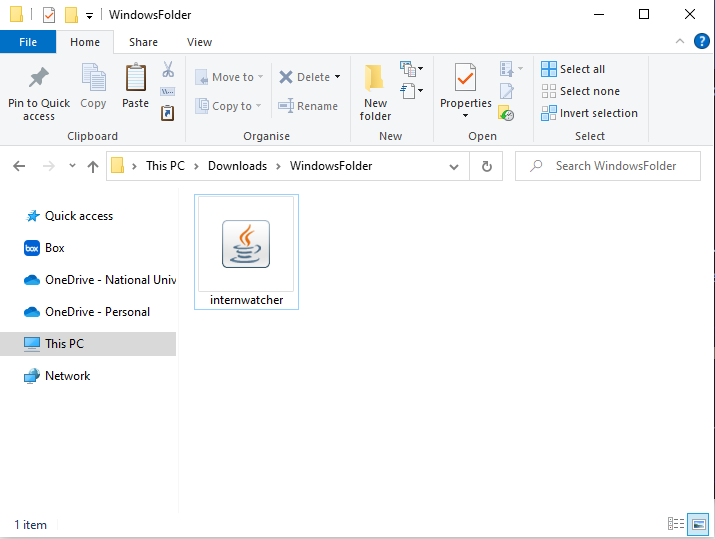 WindowsFolder
File Home Share View
Pin to Quick access
Copy
Paste
Clipboard
Move to
Copy to
Delete
Rename
Organise
New folder
New
Properties
Open
Select all
Select none
Invert selection
Select
This PC Downloads WindowsFolder
Search WindowsFolder
Quick access
box Box
OneDrive - National Univ
OneDrive - Personal
This PC
Network
internwatcher
1 item